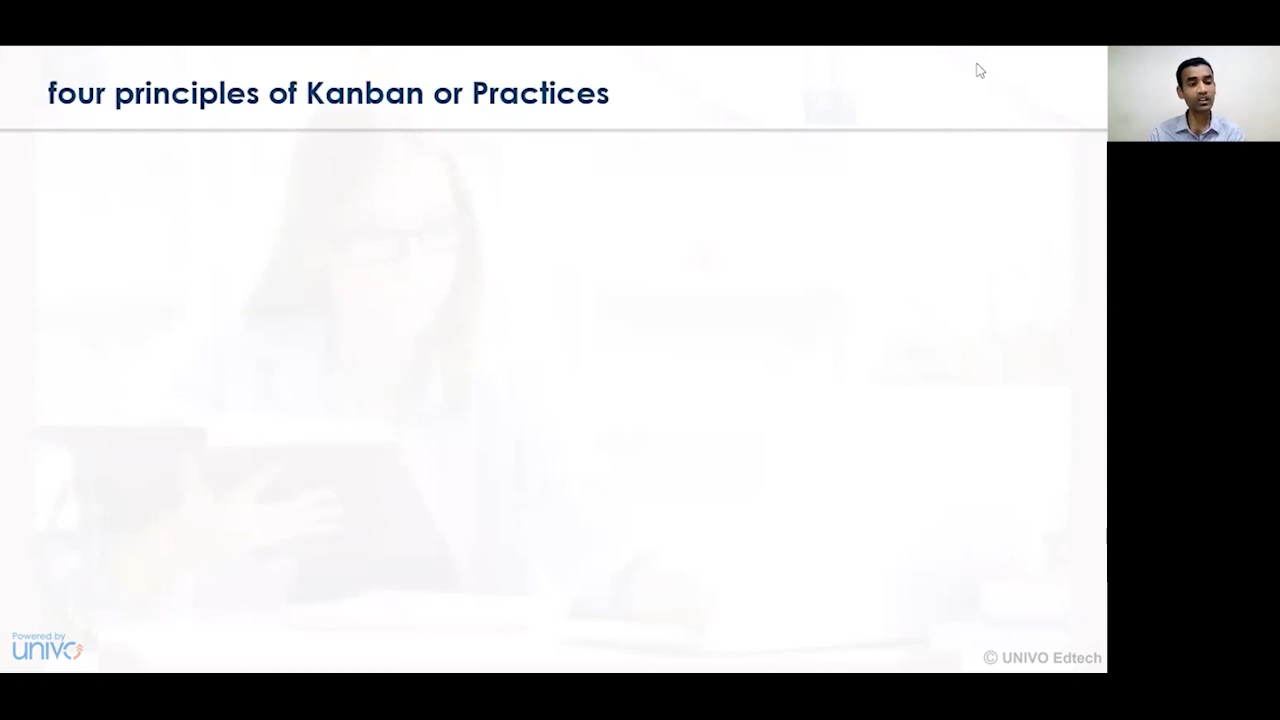 four principles of Kanban or Practices
Powered by
univo
© UNIVO Edtech